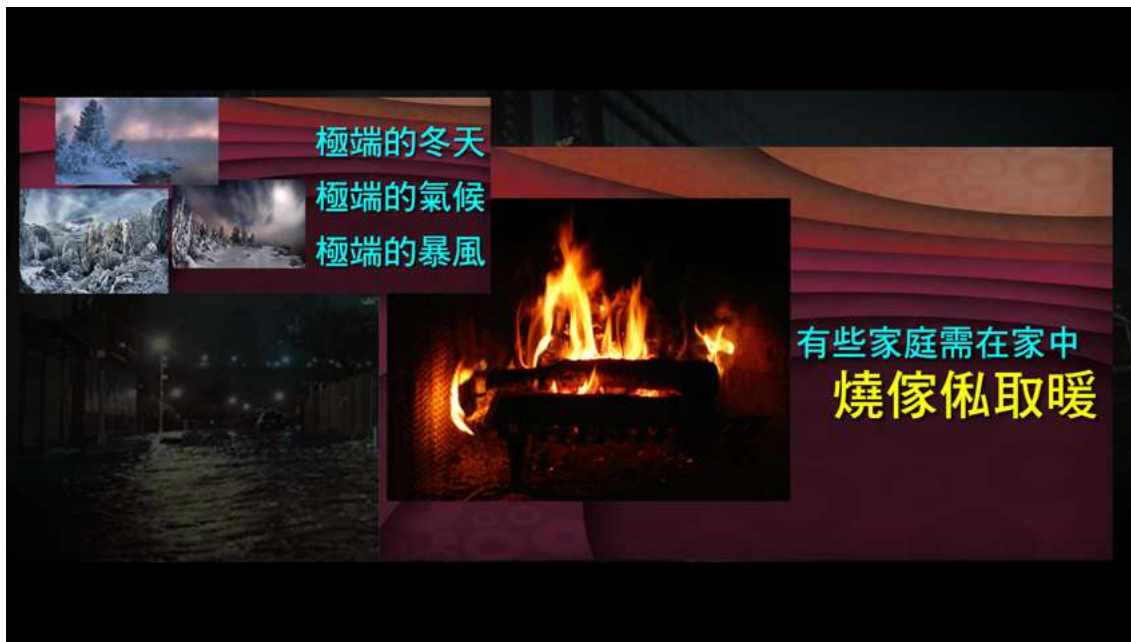 極端的冬天
極端的氣候
極端的暴風
有些家庭需在家中
燒傢俬取暖